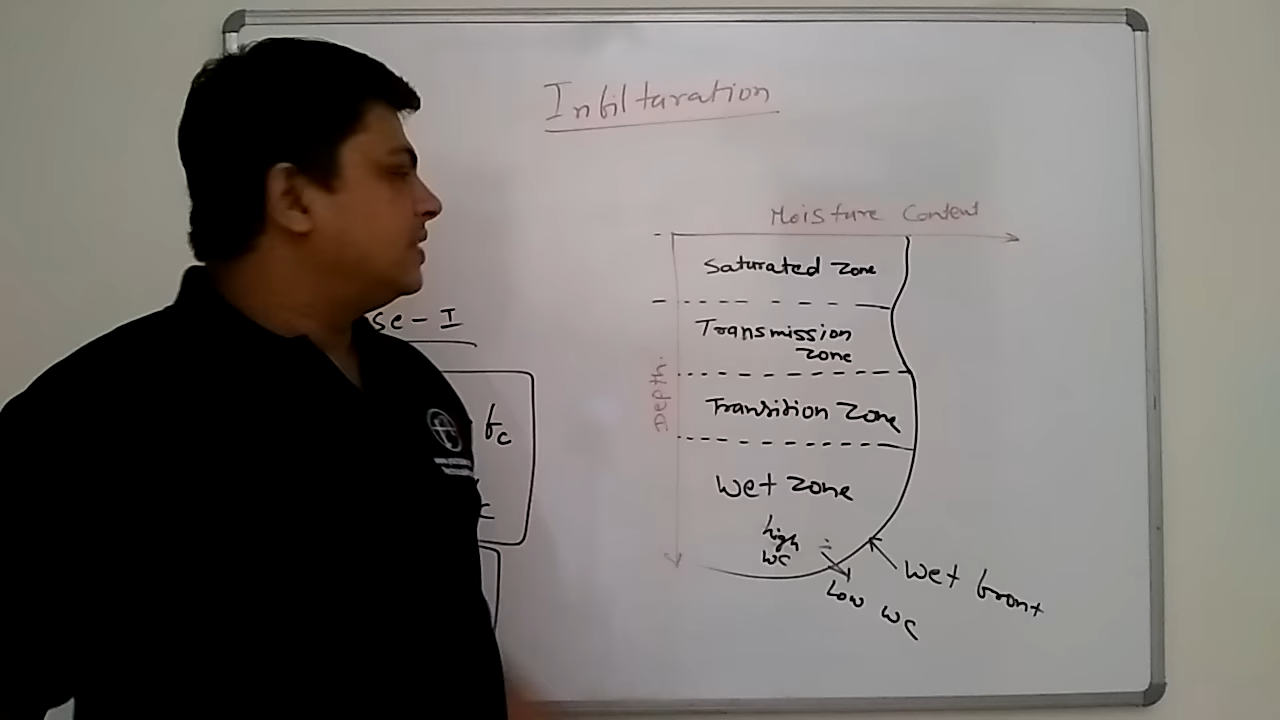 Infiltaration
Moisture Content
Saturated Zone
Transmission
Zone
Depth
Transition Zone
Wet Zone
high
wc
Low wc
Wet front
se-I
fc
c